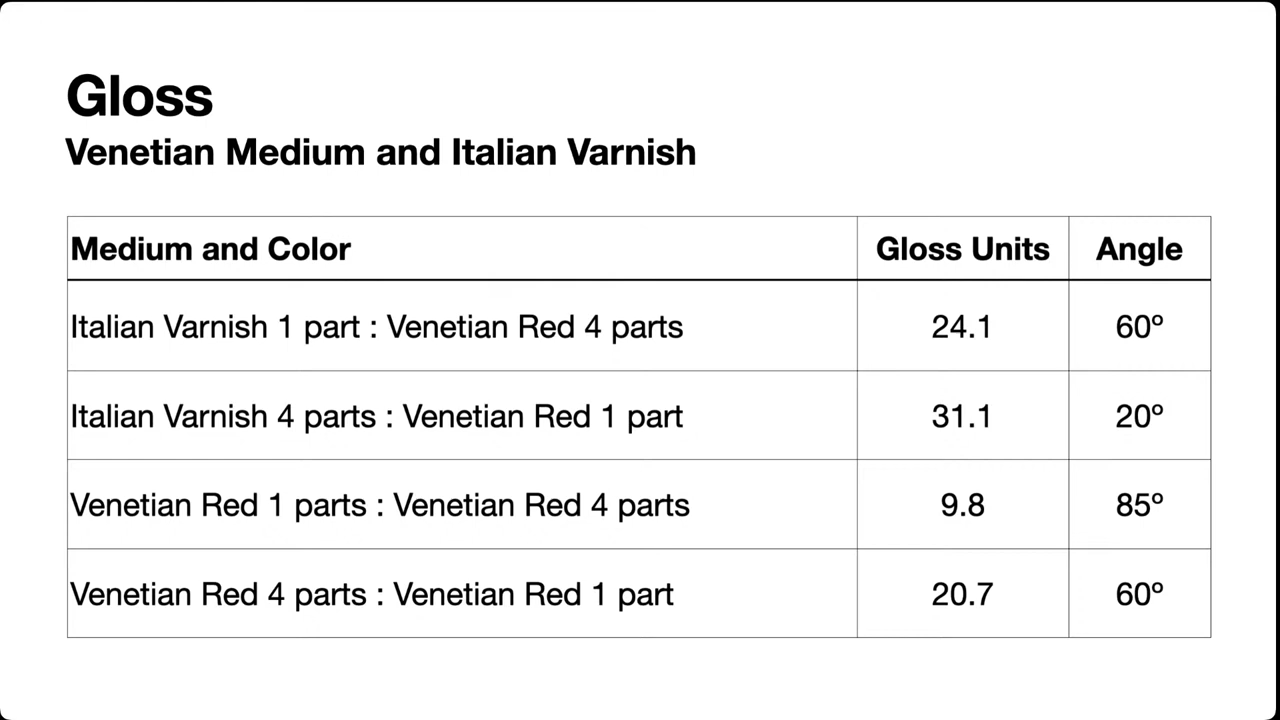 Gloss
Venetian Medium and Italian Varnish
Medium and Color Gloss Units Angle
Italian Varnish 1 part : Venetian Red 4 parts 24.1 60º
Italian Varnish 4 parts : Venetian Red 1 part 31.1 20º
Venetian Red 1 parts : Venetian Red 4 parts 9.8 85º
Venetian Red 4 parts : Venetian Red 1 part 20.7 60º